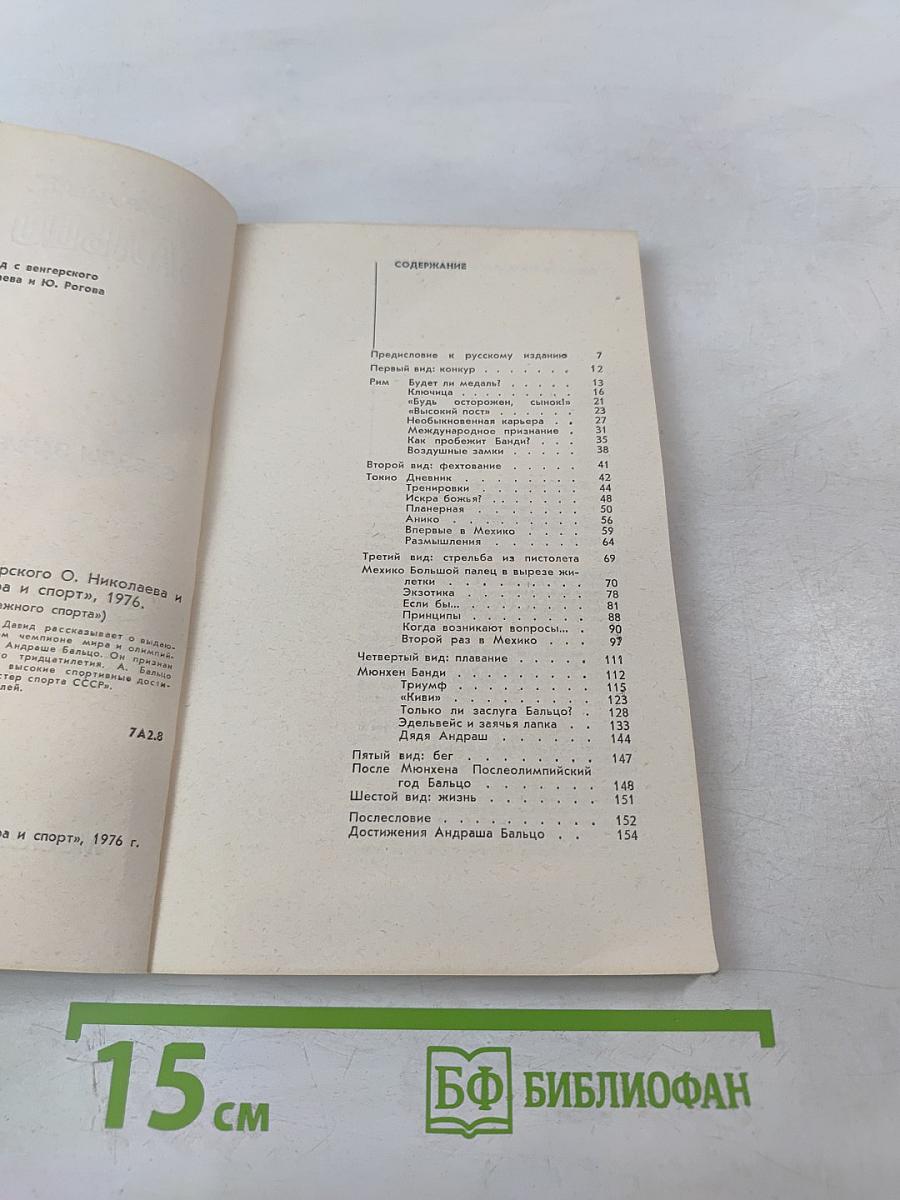 д с венгерского
ева и Ю. Рогова
рского О. Николаева и
ра и спорт», 1976.
ежного спорта»)
Давид рассказывает о выдаю-
ем чемпионе мира и олимпий-
Андраше Бальцо. Он признан
го тридцатилетия. А. Бальцо
высокие спортивные дости-
стер спорта СССР».
лей.
7А2.8
ра и спорт», 1976 г.
СОДЕРЖАНИЕ
Предисловие к русскому изданию 7
Первый вид: конкур . . . . . . . 12
Рим Будет ли медаль? . . . . . 13
Ключица . . . . . . . . . 16
«Будь осторожен, сынок!» 21
«Высокий пост» . . . . . . 23
Необыкновенная карьера . . 27
Международное признание . 31
Как пробежит Банди? . . . 35
Воздушные замки . . . . . 38
Второй вид: фехтование . . . . . 41
Токио Дневник . . . . . . . . . 42
Тренировки . . . . . . . 44
Искра божья? . . . . . . . 48
Планерная . . . . . . . . 50
Анико . . . . . . . . . . 56
Впервые в Мехико . . . . 59
Размышления . . . . . . 64
Третий вид: стрельба из пистолета 69
Мехико Большой палец в вырезе жи-
летки . . . . . . . . . 70
Экзотика . . . . . . . . 78
Если бы... . . . . . . . . 81
Принципы . . . . . . . . 88
Когда возникают вопросы... . 90
Второй раз в Мехико . . . 97
Четвертый вид: плавание . . . . . 111
Мюнхен Банди . . . . . . . . . 112
Триумф . . . . . . . . . 115
«Киви» . . . . . . . . . 123
Только ли заслуга Бальцо? . 128
Эдельвейс и заячья лапка . . 133
Дядя Андраш . . . . . . 144
Пятый вид: бег . . . . . . . . . 147
После Мюнхена Послеолимпийский
год Бальцо . . . . . . . 148
Шестой вид: жизнь . . . . . . . 151
Послесловие . . . . . . . . . . 152
Достижения Андраша Бальцо . . 154
15 см
БФ БИБЛИОФАН